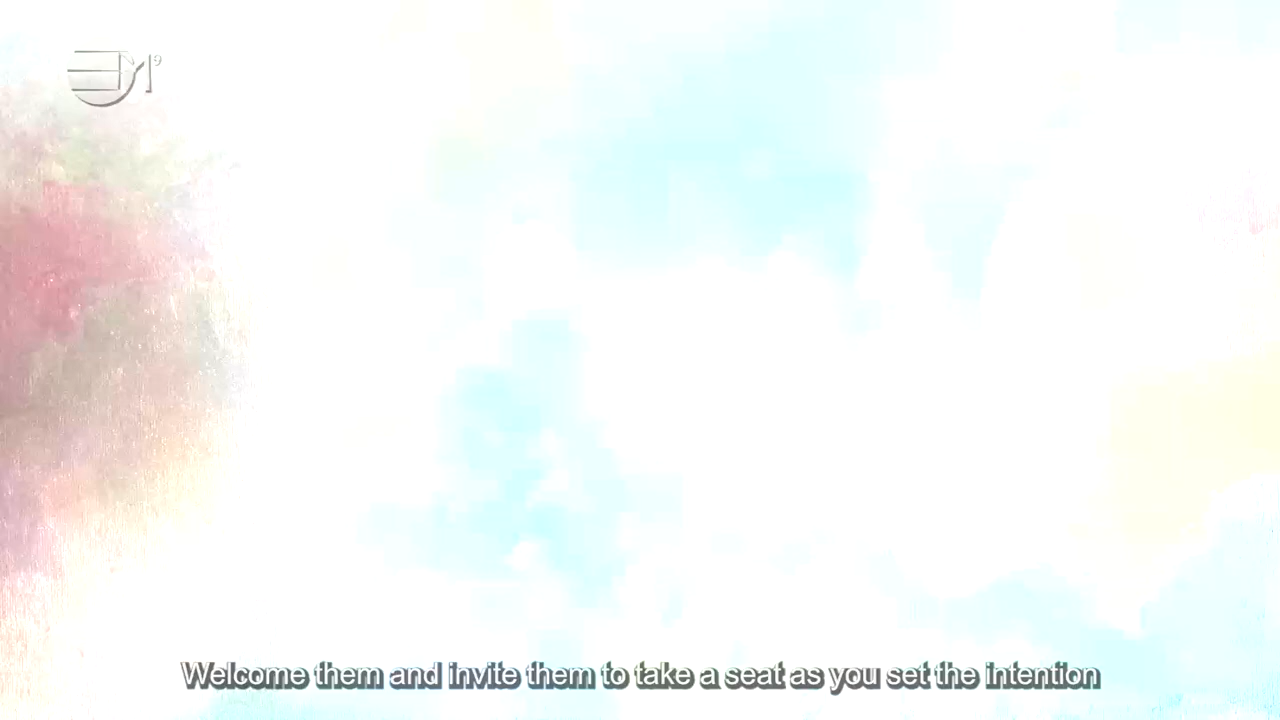 Welcome them and invite them to take a seat as you set the intention